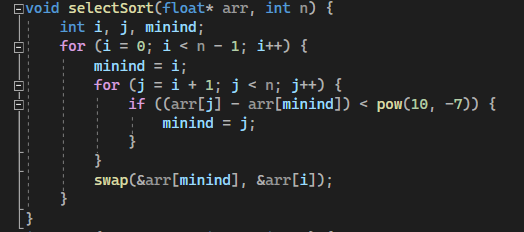 void selectSort(float* arr, int n) {
    int i, j, minind;
    for (i = 0; i < n - 1; i++) {
        minind = i;
        for (j = i + 1; j < n; j++) {
            if ((arr[j] - arr[minind]) < pow(10, -7)) {
                minind = j;
            }
        }
        swap(&arr[minind], &arr[i]);
    }
}